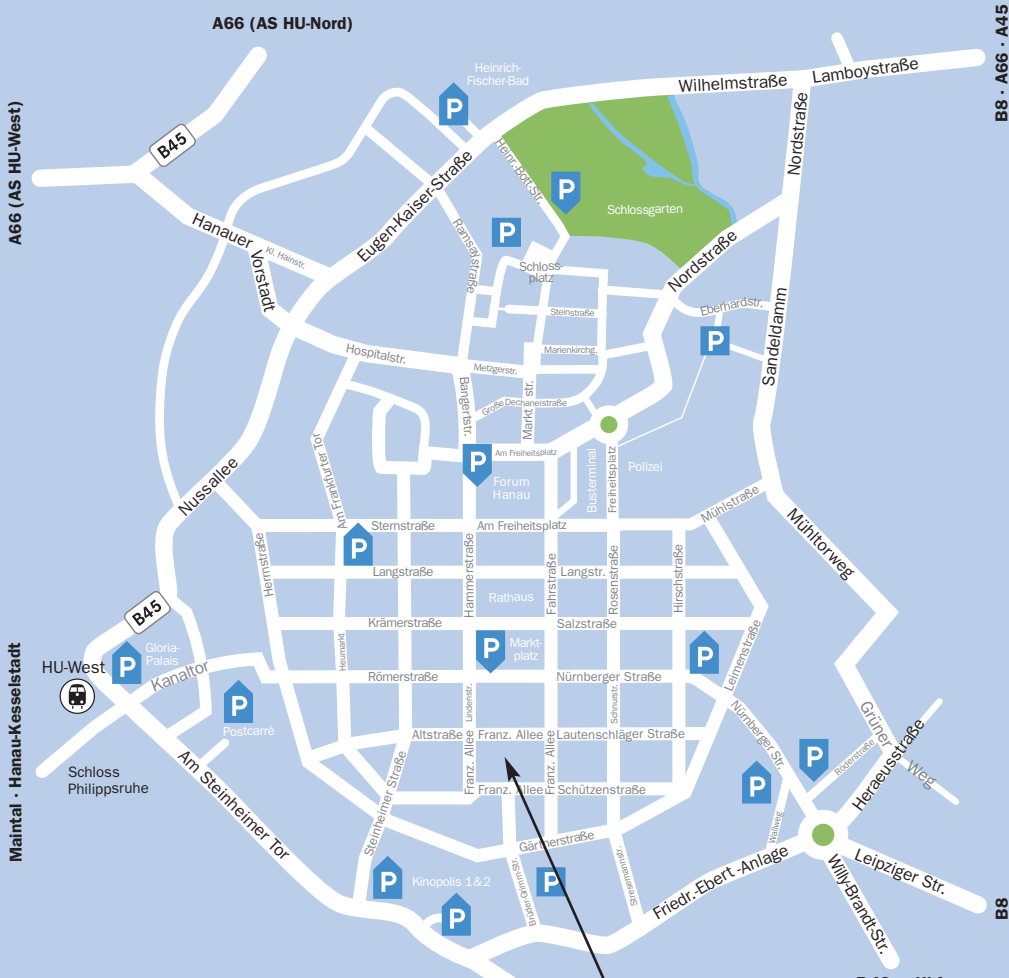 A66 (AS HU-Nord)
B8 · A66 · A45
A66 (AS HU-West)
Heinrich-
Fischer-Bad
P
Wilhelmstraße
Lamboystraße
B45
Nordstraße
Heinr.-Bott-Str.
Eugen-Kaiser-Straße
P
Schlossgarten
Hanauer
Vorstadt
Kl. Hainstr.
Ramsaystraße
P
Schloss-
platz
Nordstraße
Steinstraße
Eberhardstr.
P
Sandeldamm
Hospitalstr.
Marienkirchg.
Metzgerstr.
Bangertstr.
Große Dechaneistraße
Markt str.
Am Frankfurter Tor
Am Freiheitsplatz
P
Forum
Hanau
Busterminal
Freiheitsplatz
Polizei
Nussallee
Mühlstraße
Sternstraße
Am Freiheitsplatz
Mühltorweg
P
Herrnstraße
Hammerstraße
Fahrstraße
Rosenstraße
Hirschstraße
Langstraße
Langstr.
Rathaus
B45
Krämerstraße
Salzstraße
Heumarkt
P
Markt-
platz
P
Leimenstraße
HU-West
P
Gloria-
Palais
Kanaltor
Römerstraße
Nürnberger Straße
P
Postcarrè
Lindenstr.
Schnurstr.
Nürnberger Str.
Grüner
Weg
Altstraße
Franz. Allee
Lautenschläger Straße
Franz. Allee
Franz. Allee
Franz. Allee
Schützenstraße
P
P
Röderstraße
Heraeusstraße
Wallweg
Schloss
Philippsruhe
Maintal · Hanau-Kesselstadt
Am Steinheimer Tor
Steinheimer Straße
Gärtnerstraße
P
Kinopolis 1&2
P
P
Brüder-Grimm-Str.
Stresemannstr.
Friedr.-Ebert-Anlage
Leipziger Str.
Willy-Brandt-Str.
B8